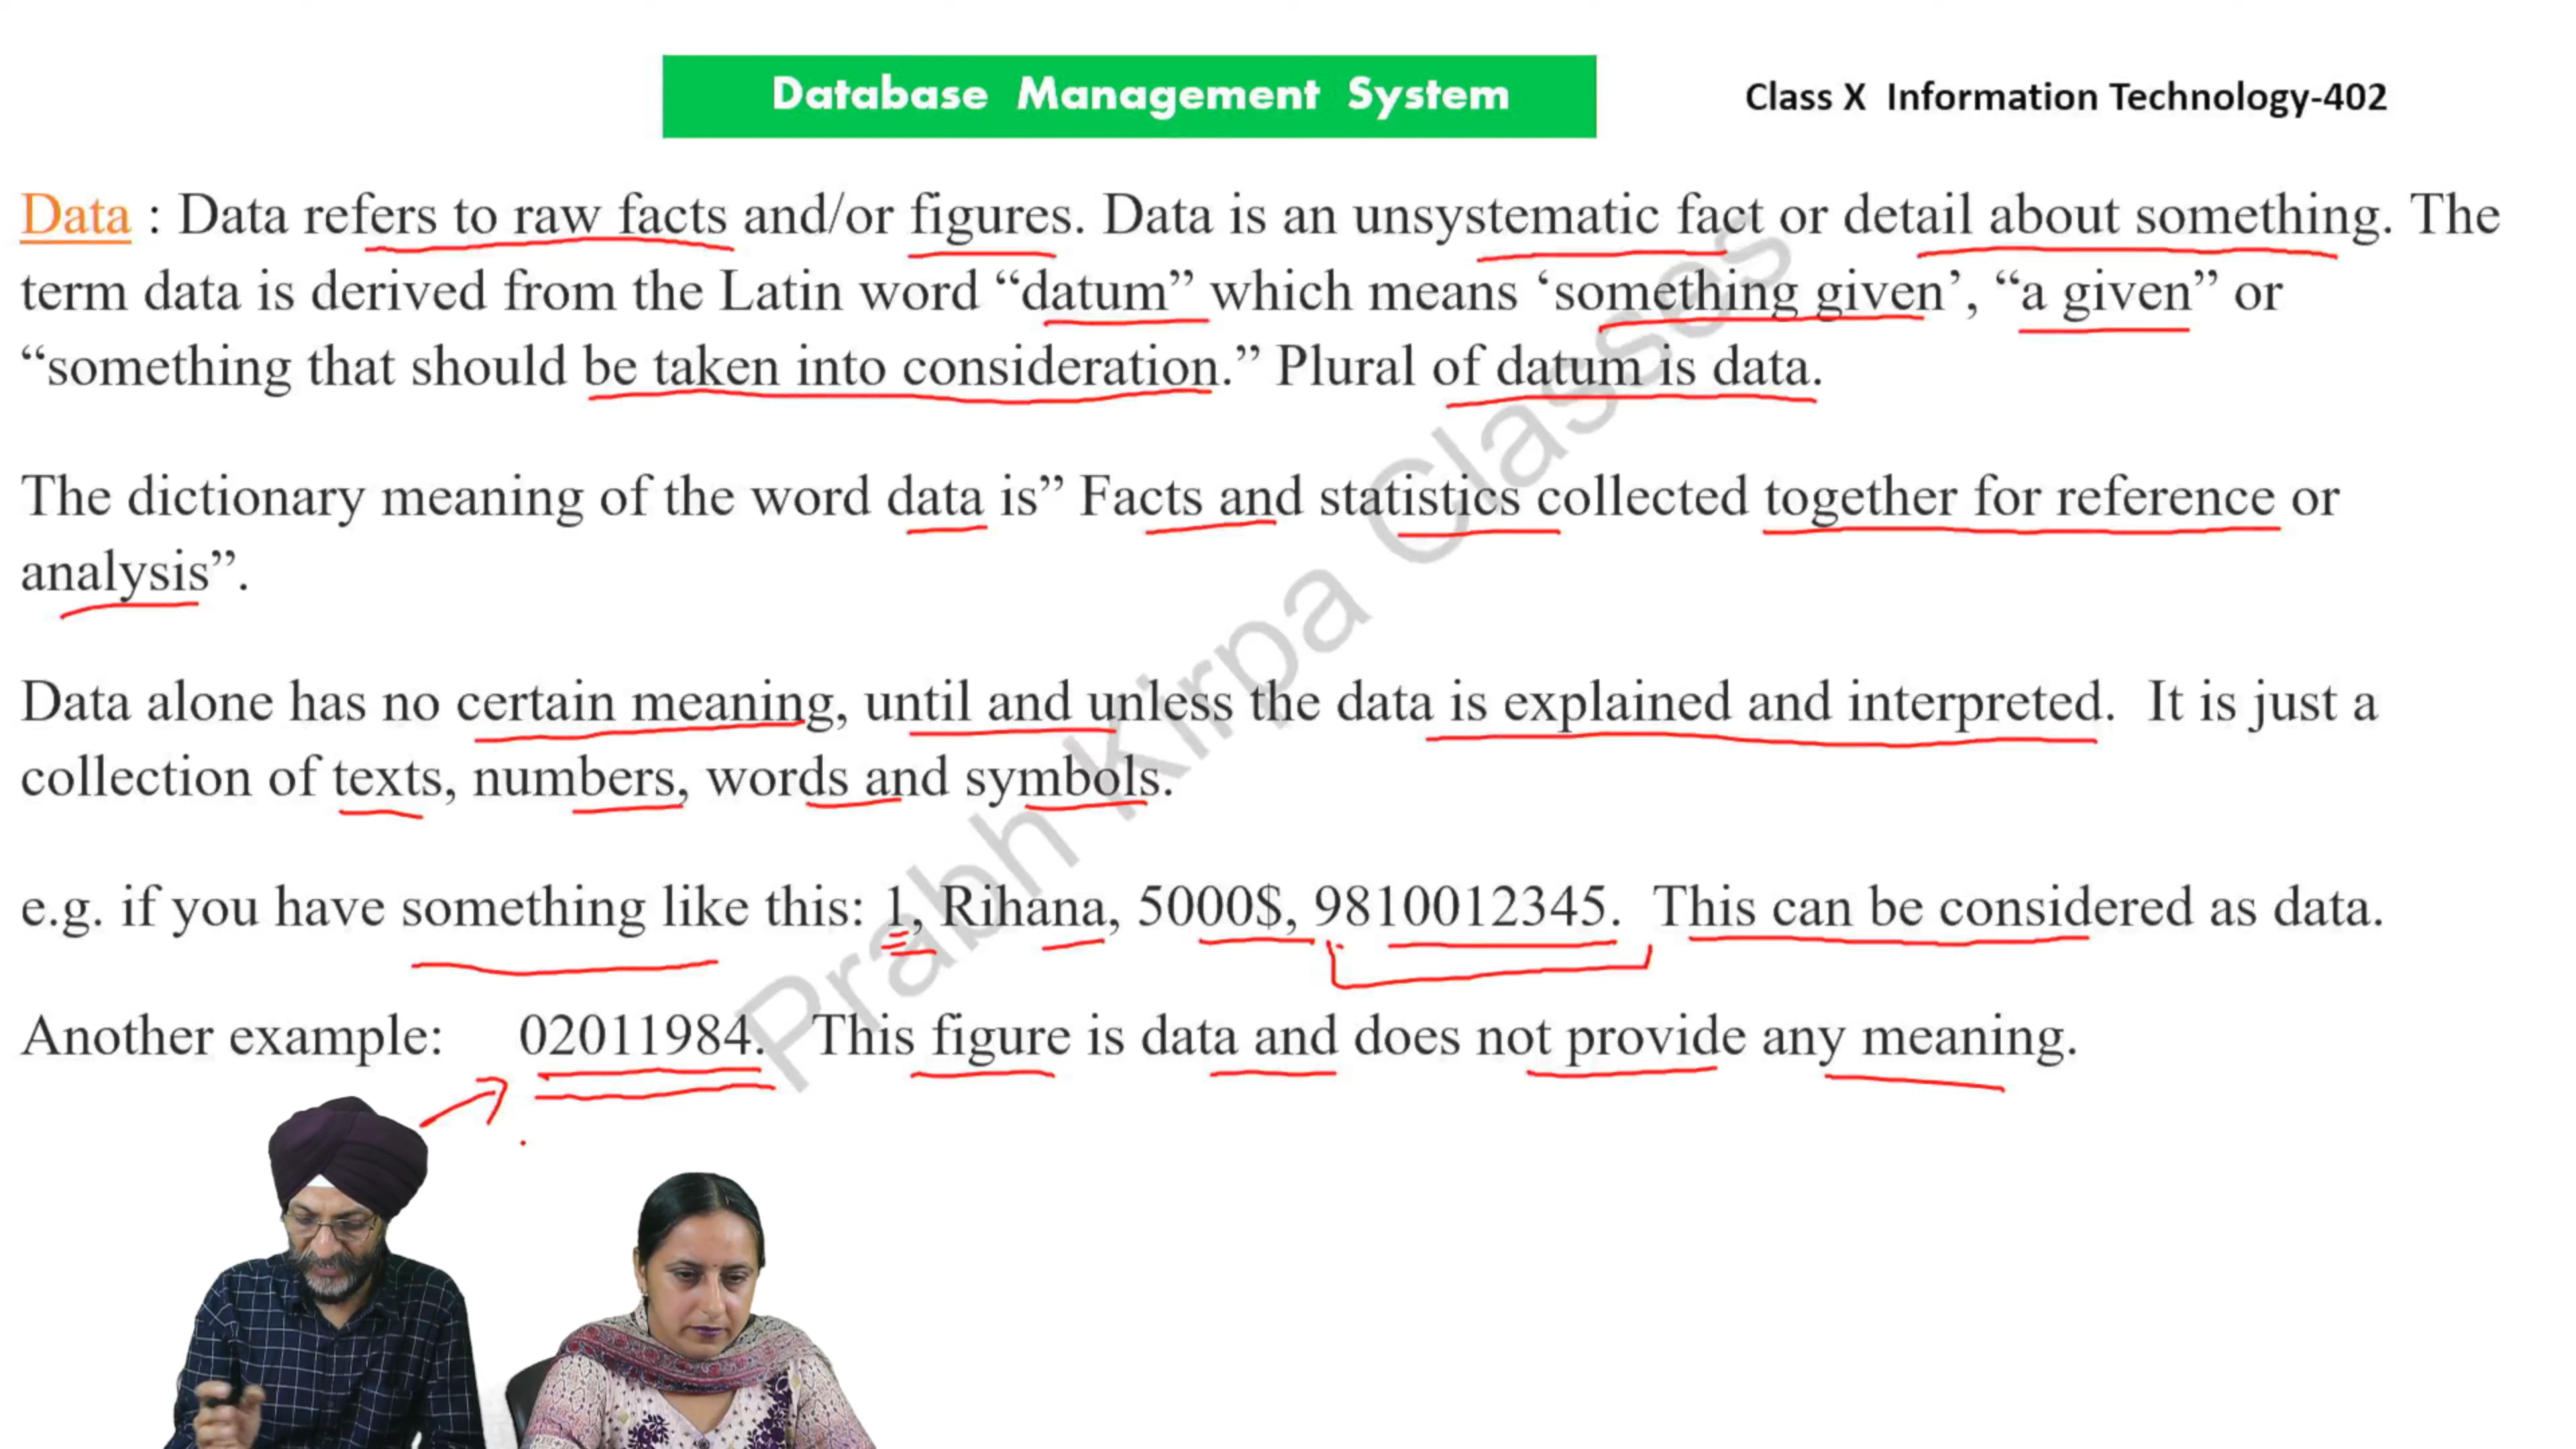 Database Management System
Class X Information Technology-402
Data : Data refers to raw facts and/or figures. Data is an unsystematic fact or detail about something. The
term data is derived from the Latin word “datum” which means ‘something given’, “a given” or
“something that should be taken into consideration.” Plural of datum is data.
The dictionary meaning of the word data is” Facts and statistics collected together for reference or
analysis”.
Data alone has no certain meaning, until and unless the data is explained and interpreted. It is just a
collection of texts, numbers, words and symbols.
e.g. if you have something like this: 1, Rihana, 5000$, 9810012345. This can be considered as data.
Another example: 02011984. This figure is data and does not provide any meaning.
Prabh Kirpa Classes